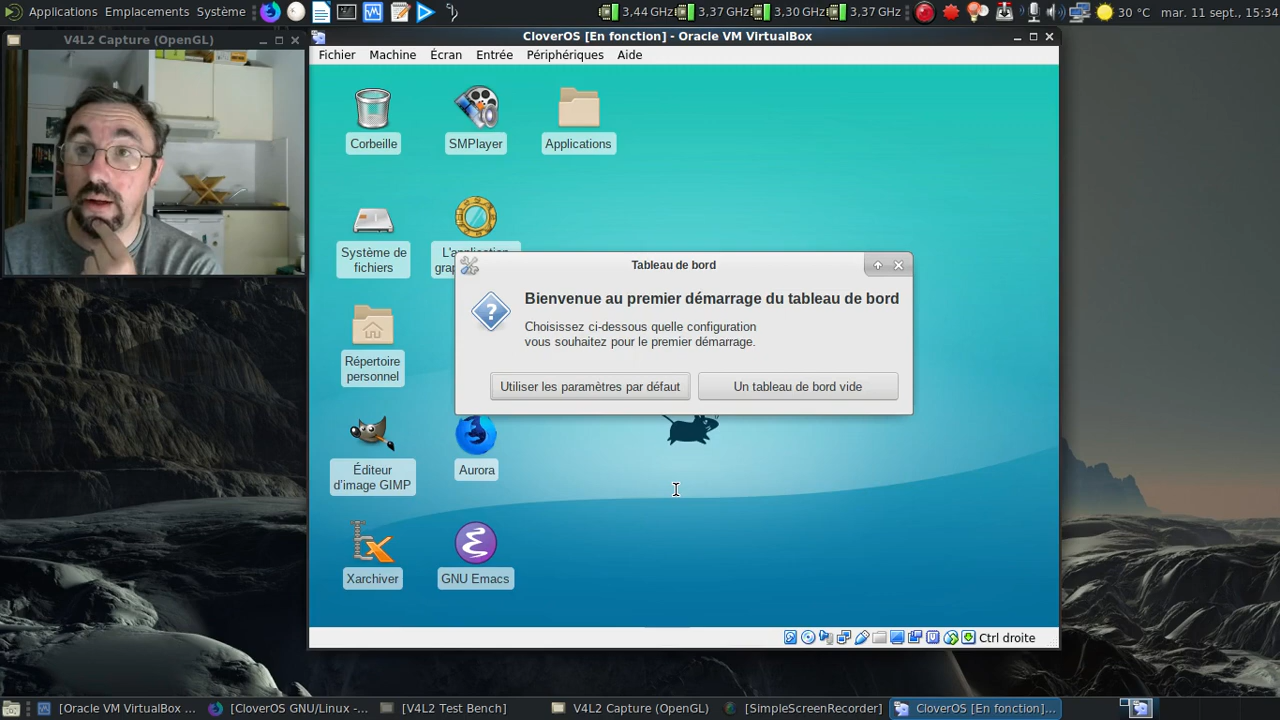 Applications Emplacements Système
3,44 GHz 3,37 GHz 3,30 GHz 3,37 GHz
30 °C mar. 11 sept., 15:34
V4L2 Capture (OpenGL)
CloverOS [En fonction] - Oracle VM VirtualBox
Fichier Machine Écran Entrée Périphériques Aide
Corbeille
SMPlayer
Applications
Système de
fichiers
L'application
Répertoire
personnel
Éditeur
d'image GIMP
Aurora
Xarchiver
GNU Emacs
Tableau de bord
Bienvenue au premier démarrage du tableau de bord
Choisissez ci-dessous quelle configuration
vous souhaitez pour le premier démarrage.
Utiliser les paramètres par défaut
Un tableau de bord vide
Ctrl droite
[Oracle VM VirtualBox ...
[CloverOS GNU/Linux -...
[V4L2 Test Bench]
V4L2 Capture (OpenGL)
[SimpleScreenRecorder]
CloverOS [En fonction]...